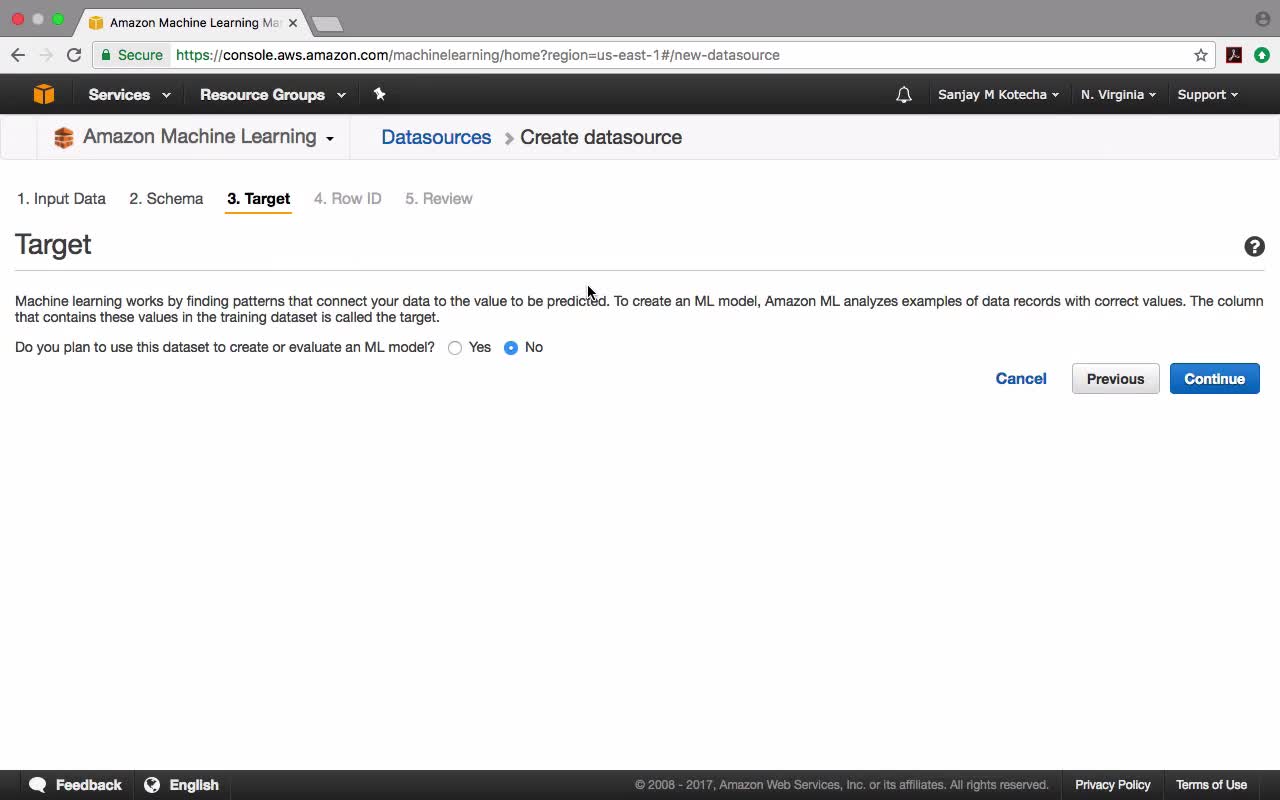 Amazon Machine Learning Ma
Secure https://console.aws.amazon.com/machinelearning/home?region=us-east-1#/new-datasource
Services Resource Groups Sanjay M Kotecha N. Virginia Support
Amazon Machine Learning Datasources Create datasource
1. Input Data 2. Schema 3. Target 4. Row ID 5. Review
Target ?
Machine learning works by finding patterns that connect your data to the value to be predicted. To create an ML model, Amazon ML analyzes examples of data records with correct values. The column
that contains these values in the training dataset is called the target.
Do you plan to use this dataset to create or evaluate an ML model? Yes No
Cancel Previous Continue
Feedback English © 2008 - 2017, Amazon Web Services, Inc. or its affiliates. All rights reserved. Privacy Policy Terms of Use